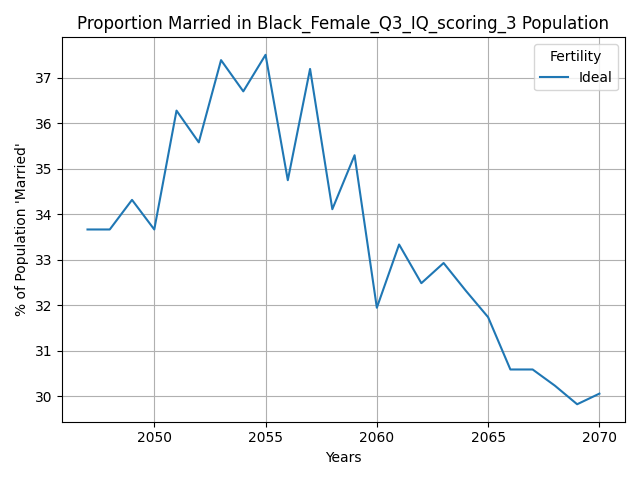 Proportion Married in Black_Female_Q3_IQ_scoring_3 Population
Fertility
Ideal
% of Population 'Married'
37
36
35
34
33
32
31
30
2050
2055
2060
2065
2070
Years